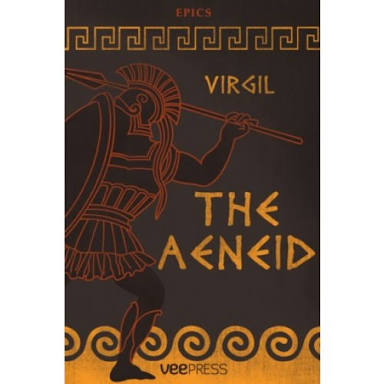 EPICS
VIRGIL
THE
AENEID
VEEPRESS